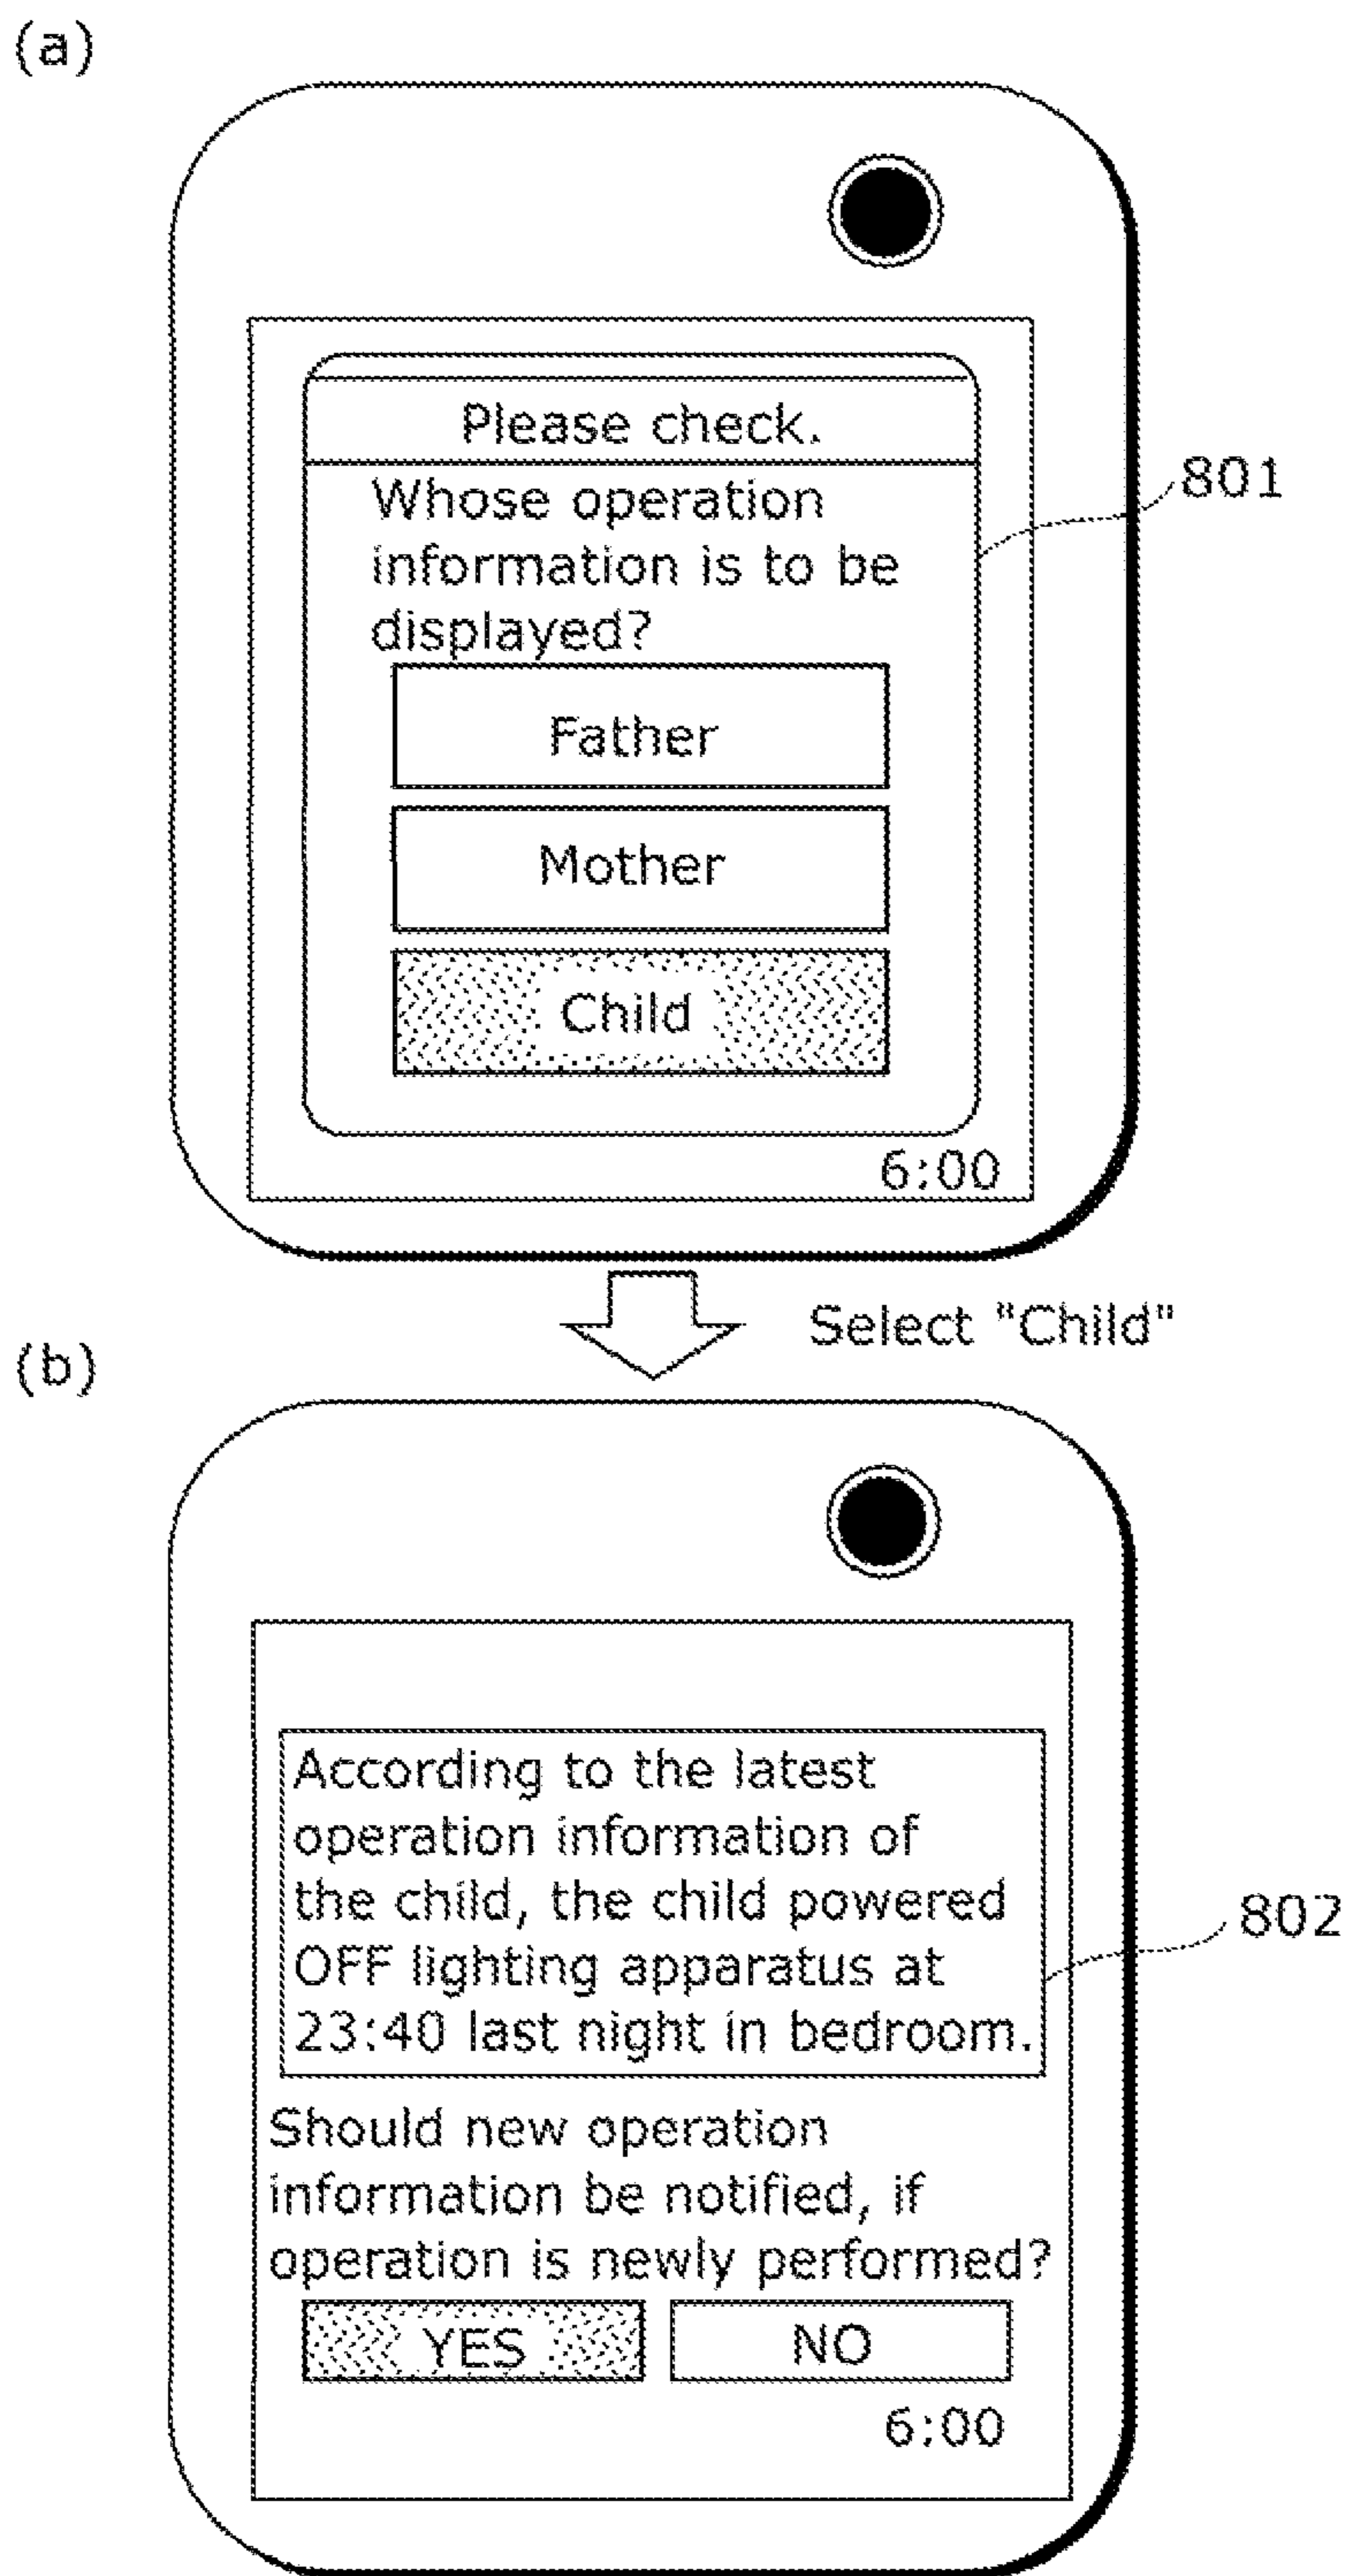 (a)
Please check.
Whose operation
information is to be
displayed?
801
Father
Mother
Child
6:00
Select "Child"
(b)
According to the latest
operation information of
the child, the child powered
OFF lighting apparatus at
23:40 last night in bedroom.
802
Should new operation
information be notified, if
operation is newly performed?
YES NO
6:00